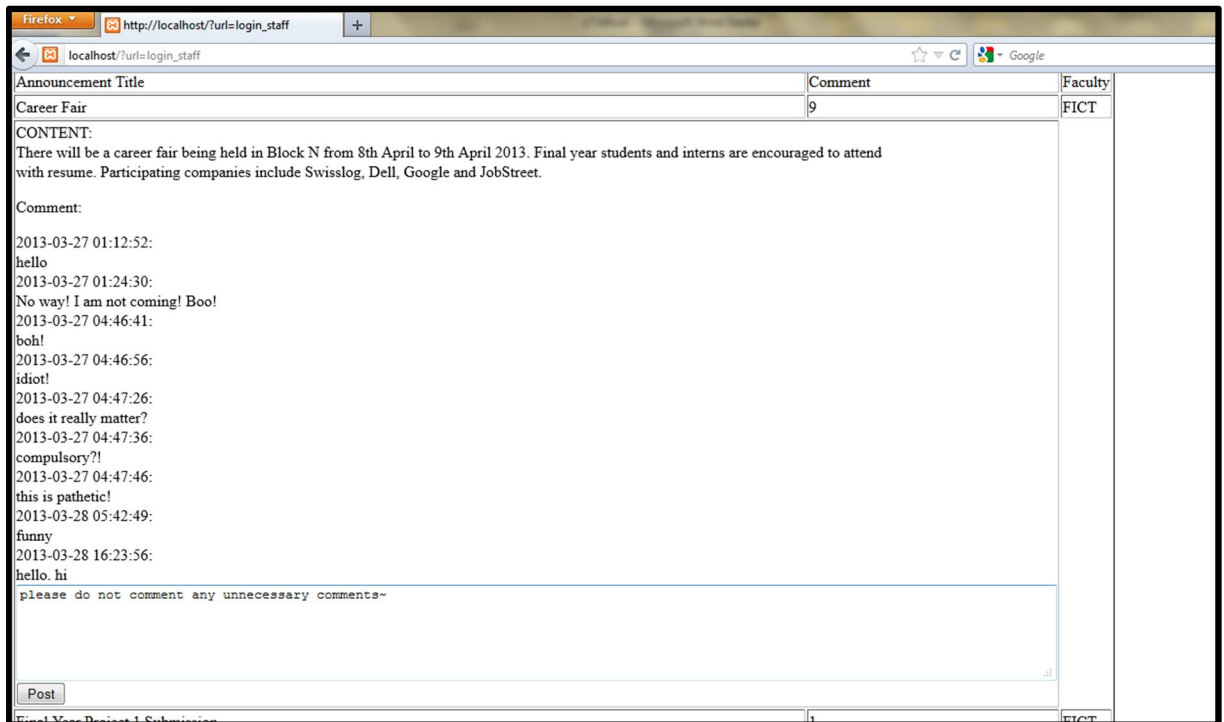 Firefox
http://localhost/?url=login_staff
+
localhost/?url=login_staff
Google
Announcement Title Comment Faculty
Career Fair 9 FICT
CONTENT:
There will be a career fair being held in Block N from 8th April to 9th April 2013. Final year students and interns are encouraged to attend
with resume. Participating companies include Swisslog, Dell, Google and JobStreet.
Comment:
2013-03-27 01:12:52:
hello
2013-03-27 01:24:30:
No way! I am not coming! Boo!
2013-03-27 04:46:41:
boh!
2013-03-27 04:46:56:
idiot!
2013-03-27 04:47:26:
does it really matter?
2013-03-27 04:47:36:
compulsory?!
2013-03-27 04:47:46:
this is pathetic!
2013-03-28 05:42:49:
funny
2013-03-28 16:23:56:
hello. hi
please do not comment any unnecessary comments~
Post
Final Year Project 1 Submission 1 FICT